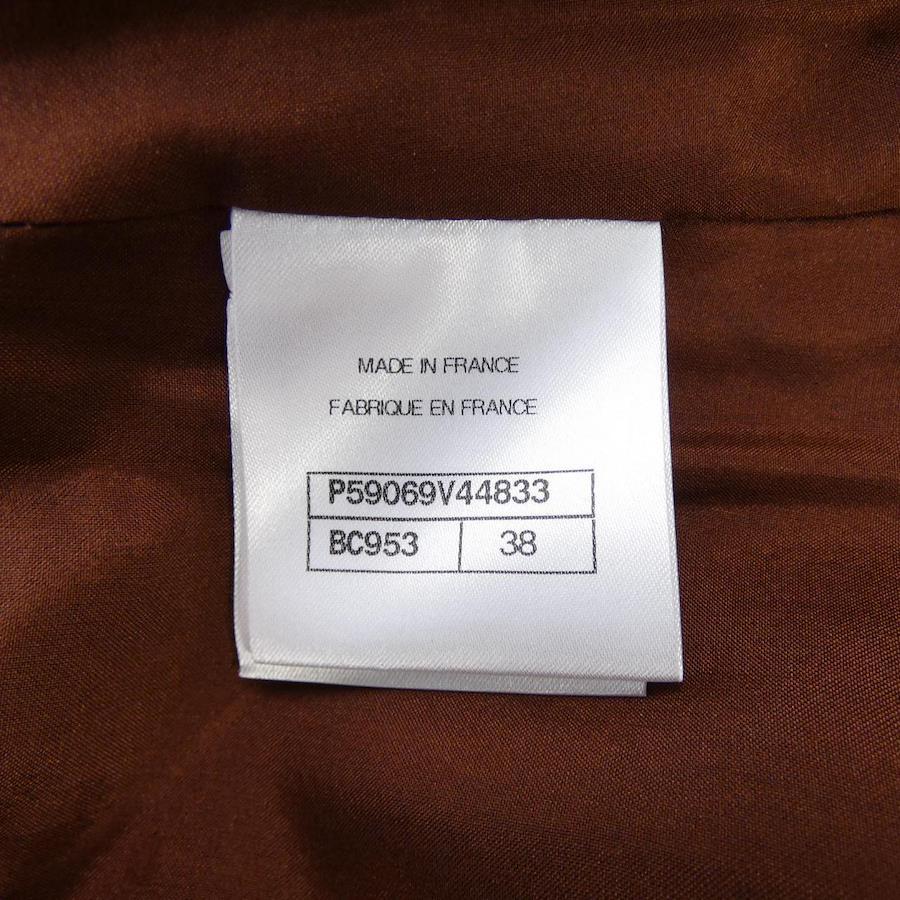 MADE IN FRANCE
FABRIQUE EN FRANCE
P59069V44833
BC953 38